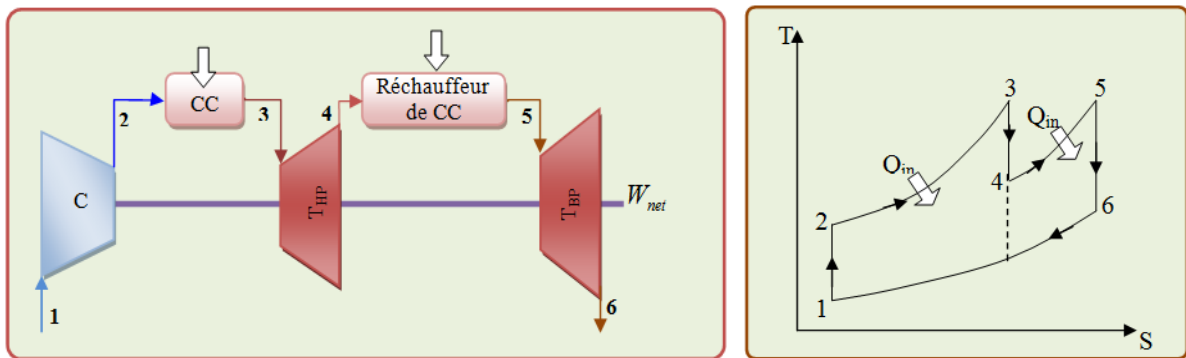 CC
Réchauffeur
de CC
2
3
4
5
C
T_HP
T_BP
W_net
1
6
T
3
5
Q_in
Q_in
4
2
6
1
S